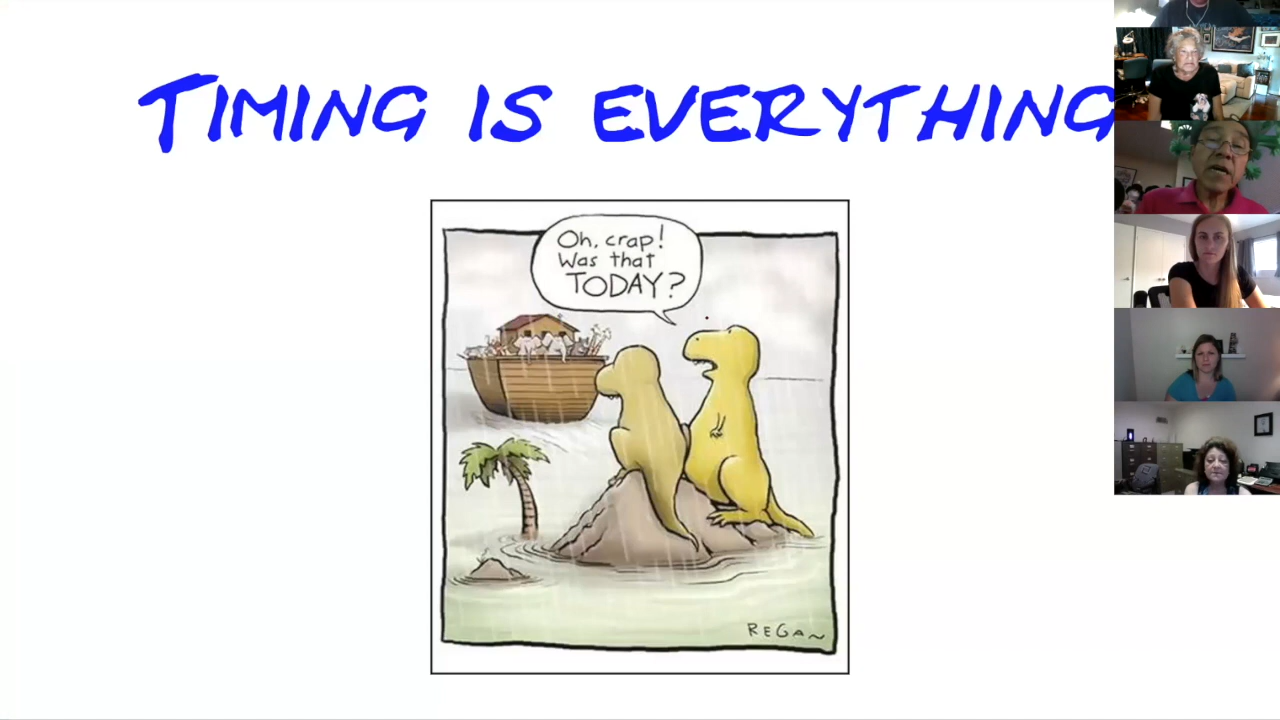 TIMING IS EVERYTHING
Oh, crap!
Was that
TODAY?
REGAN